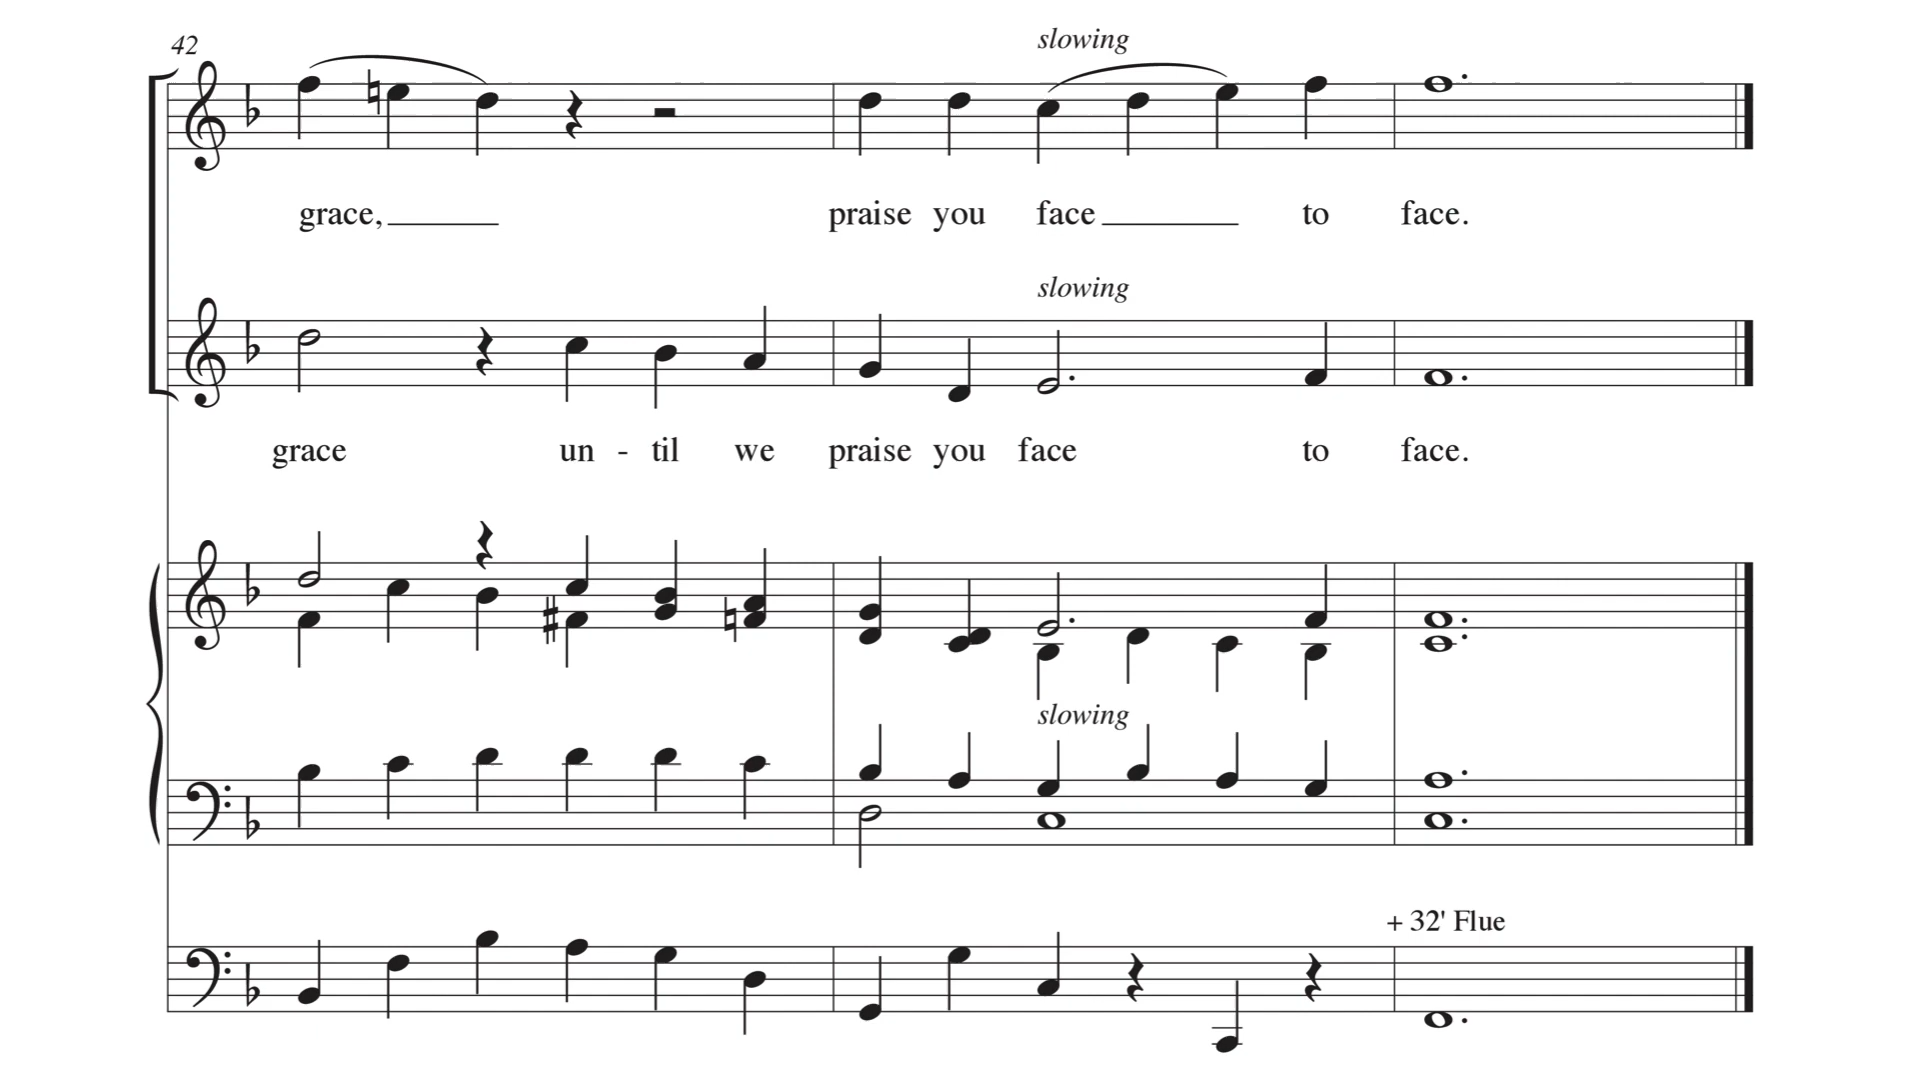 42
slowing
grace, praise you face to face.
slowing
grace un - til we praise you face to face.
slowing
+ 32' Flue